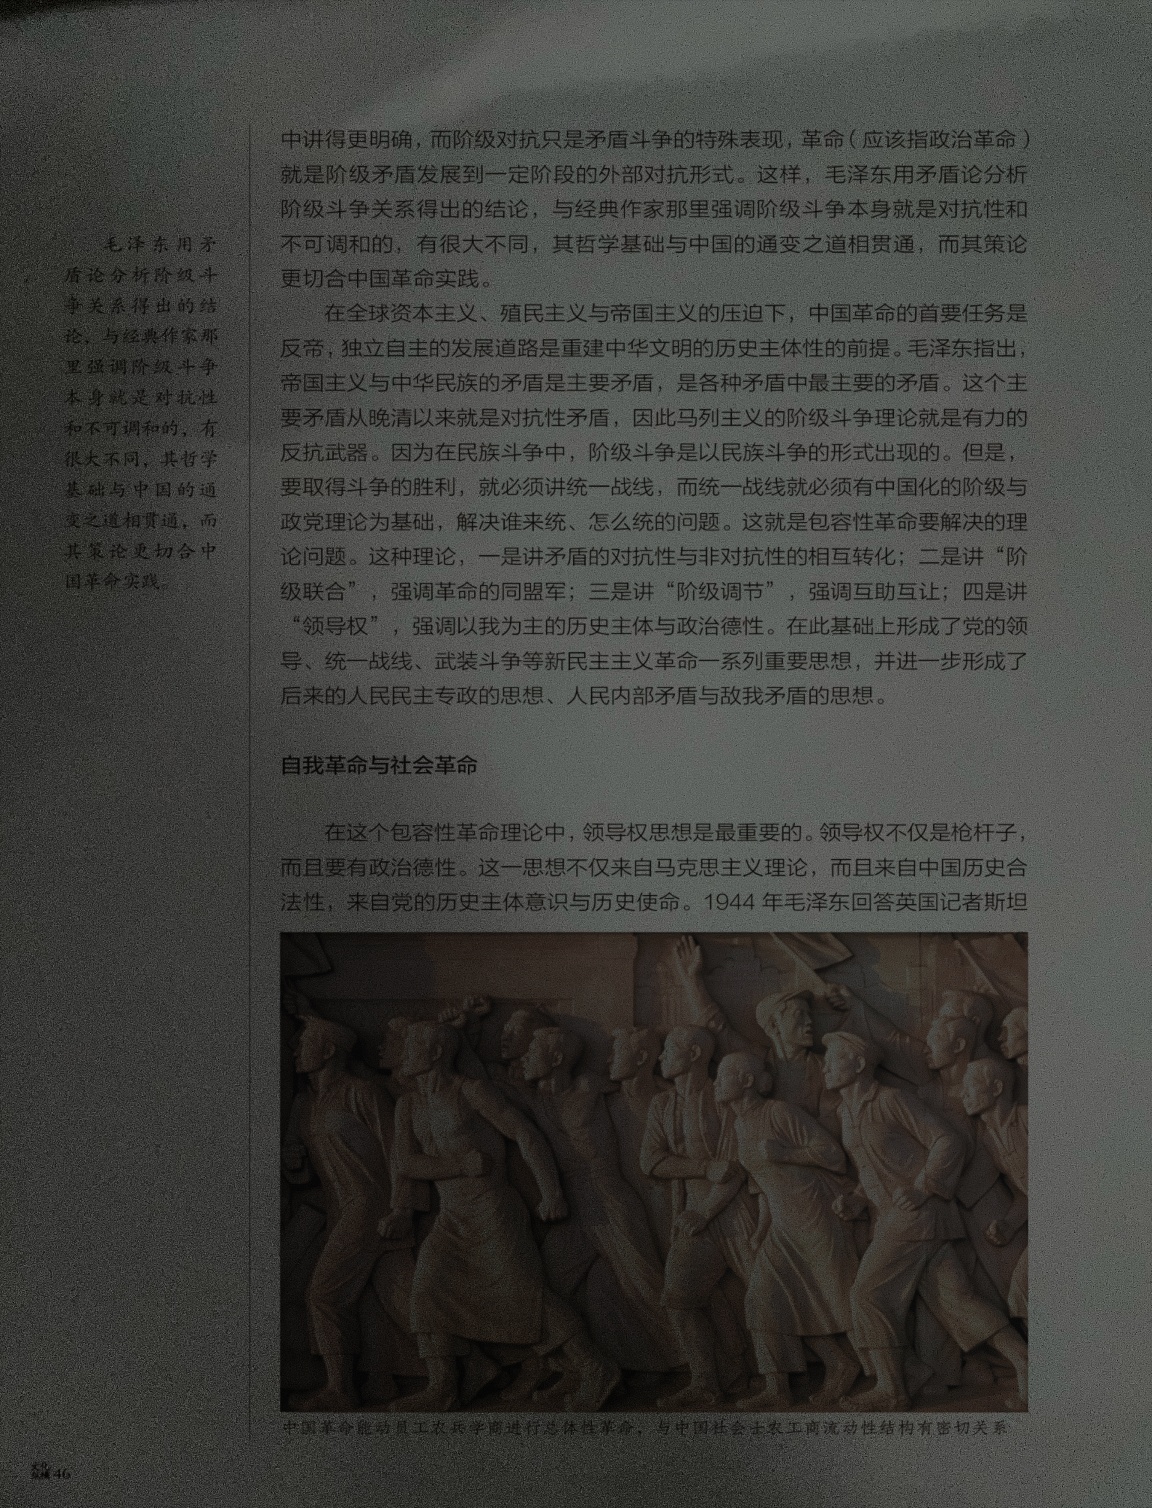 中讲得更明确，而阶级对抗只是矛盾斗争的特殊表现，革命（应该指政治革命）
就是阶级矛盾发展到一定阶段的外部对抗形式。这样，毛泽东用矛盾论分析
阶级斗争关系得出的结论，与经典作家那里强调阶级斗争本身就是对抗性和
不可调和的，有很大不同，其哲学基础与中国的通变之道相贯通，而其策论
更切合中国革命实践。
在全球资本主义、殖民主义与帝国主义的压迫下，中国革命的首要任务是
反帝，独立自主的发展道路是重建中华文明的历史主体性的前提。毛泽东指出，
帝国主义与中华民族的矛盾是主要矛盾，是各种矛盾中最主要的矛盾。这个主
要矛盾从晚清以来就是对抗性矛盾，因此马列主义的阶级斗争理论就是有力的
反抗武器。因为在民族斗争中，阶级斗争是以民族斗争的形式出现的。但是，
要取得斗争的胜利，就必须讲统一战线，而统一战线就必须有中国化的阶级与
政党理论为基础，解决谁来统、怎么统的问题。这就是包容性革命要解决的理
论问题。这种理论，一是讲矛盾的对抗性与非对抗性的相互转化；二是讲“阶
级联合”，强调革命的同盟军；三是讲“阶级调节”，强调互助互让；四是讲
“领导权”，强调以我为主的历史主体与政治德性。在此基础上形成了党的领
导、统一战线、武装斗争等新民主主义革命一系列重要思想，并进一步形成了
后来的人民民主专政的思想、人民内部矛盾与敌我矛盾的思想。
自我革命与社会革命
在这个包容性革命理论中，领导权思想是最重要的。领导权不仅是枪杆子，
而且要有政治德性。这一思想不仅来自马克思主义理论，而且来自中国历史合
法性，来自党的历史主体意识与历史使命。1944 年毛泽东回答英国记者斯坦
毛泽东用矛
盾论分析阶级斗
争关系得出的结
论，与经典作家那
里强调阶级斗争
本身就是对抗性
和不可调和的，有
很大不同，其哲学
基础与中国的通
变之道相贯通，而
其策论更切合中
国革命实践。
中国革命能动员工农兵学商进行总体性革命，与中国社会士农工商流动性结构有密切关系
文化
纵横 46